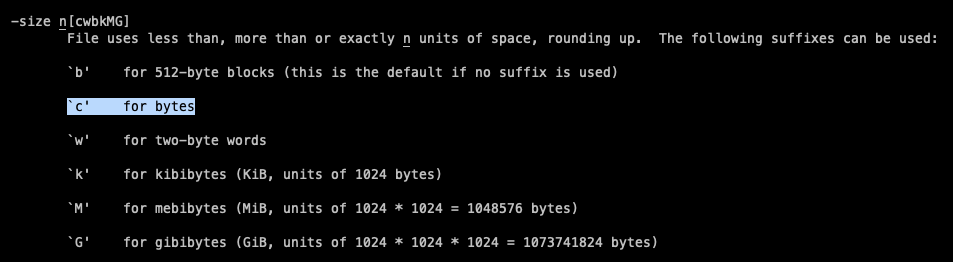 -size n[cwbkMG]
File uses less than, more than or exactly n units of space, rounding up.  The following suffixes can be used:
`b'    for 512-byte blocks (this is the default if no suffix is used)
`c'    for bytes
`w'    for two-byte words
`k'    for kibibytes (KiB, units of 1024 bytes)
`M'    for mebibytes (MiB, units of 1024 * 1024 = 1048576 bytes)
`G'    for gibibytes (GiB, units of 1024 * 1024 * 1024 = 1073741824 bytes)